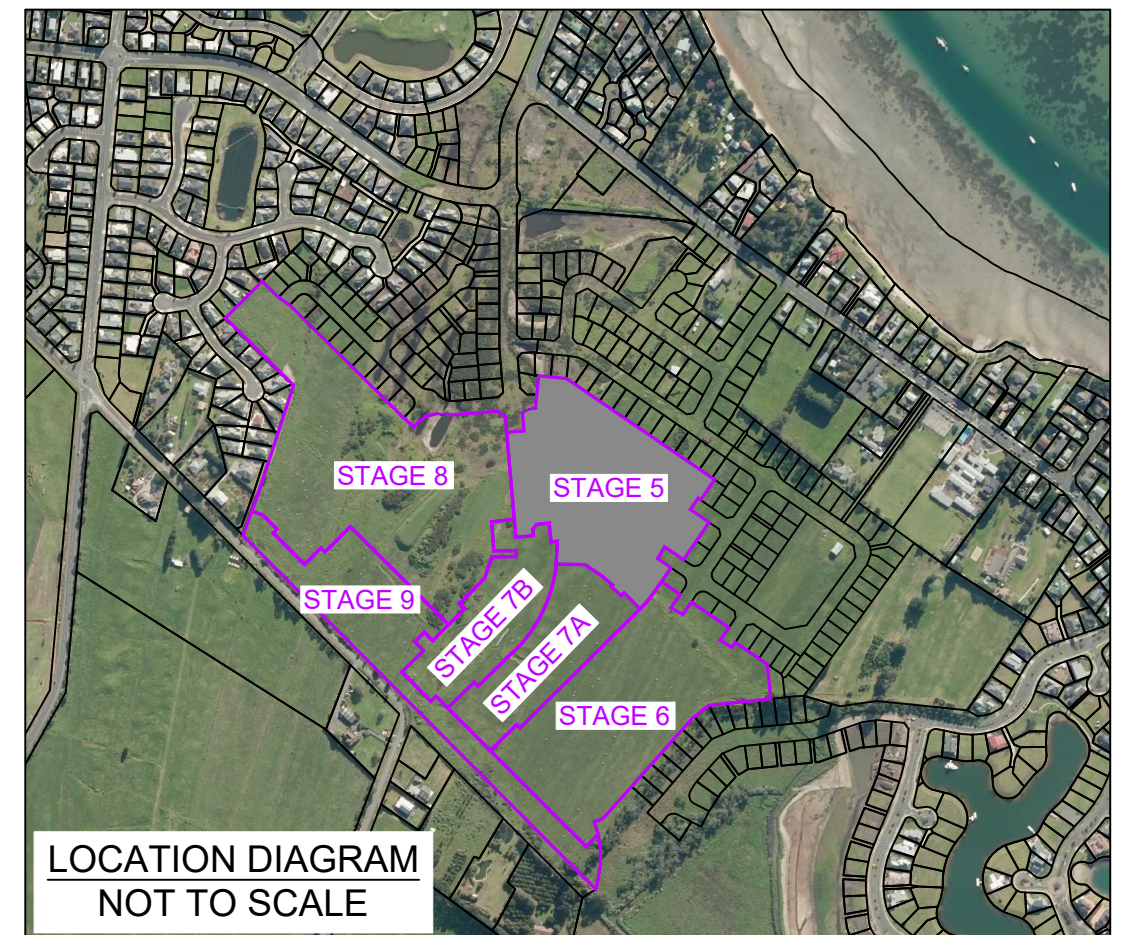 STAGE 8
STAGE 5
STAGE 9
STAGE 7B
STAGE 7A
STAGE 6
LOCATION DIAGRAM
NOT TO SCALE